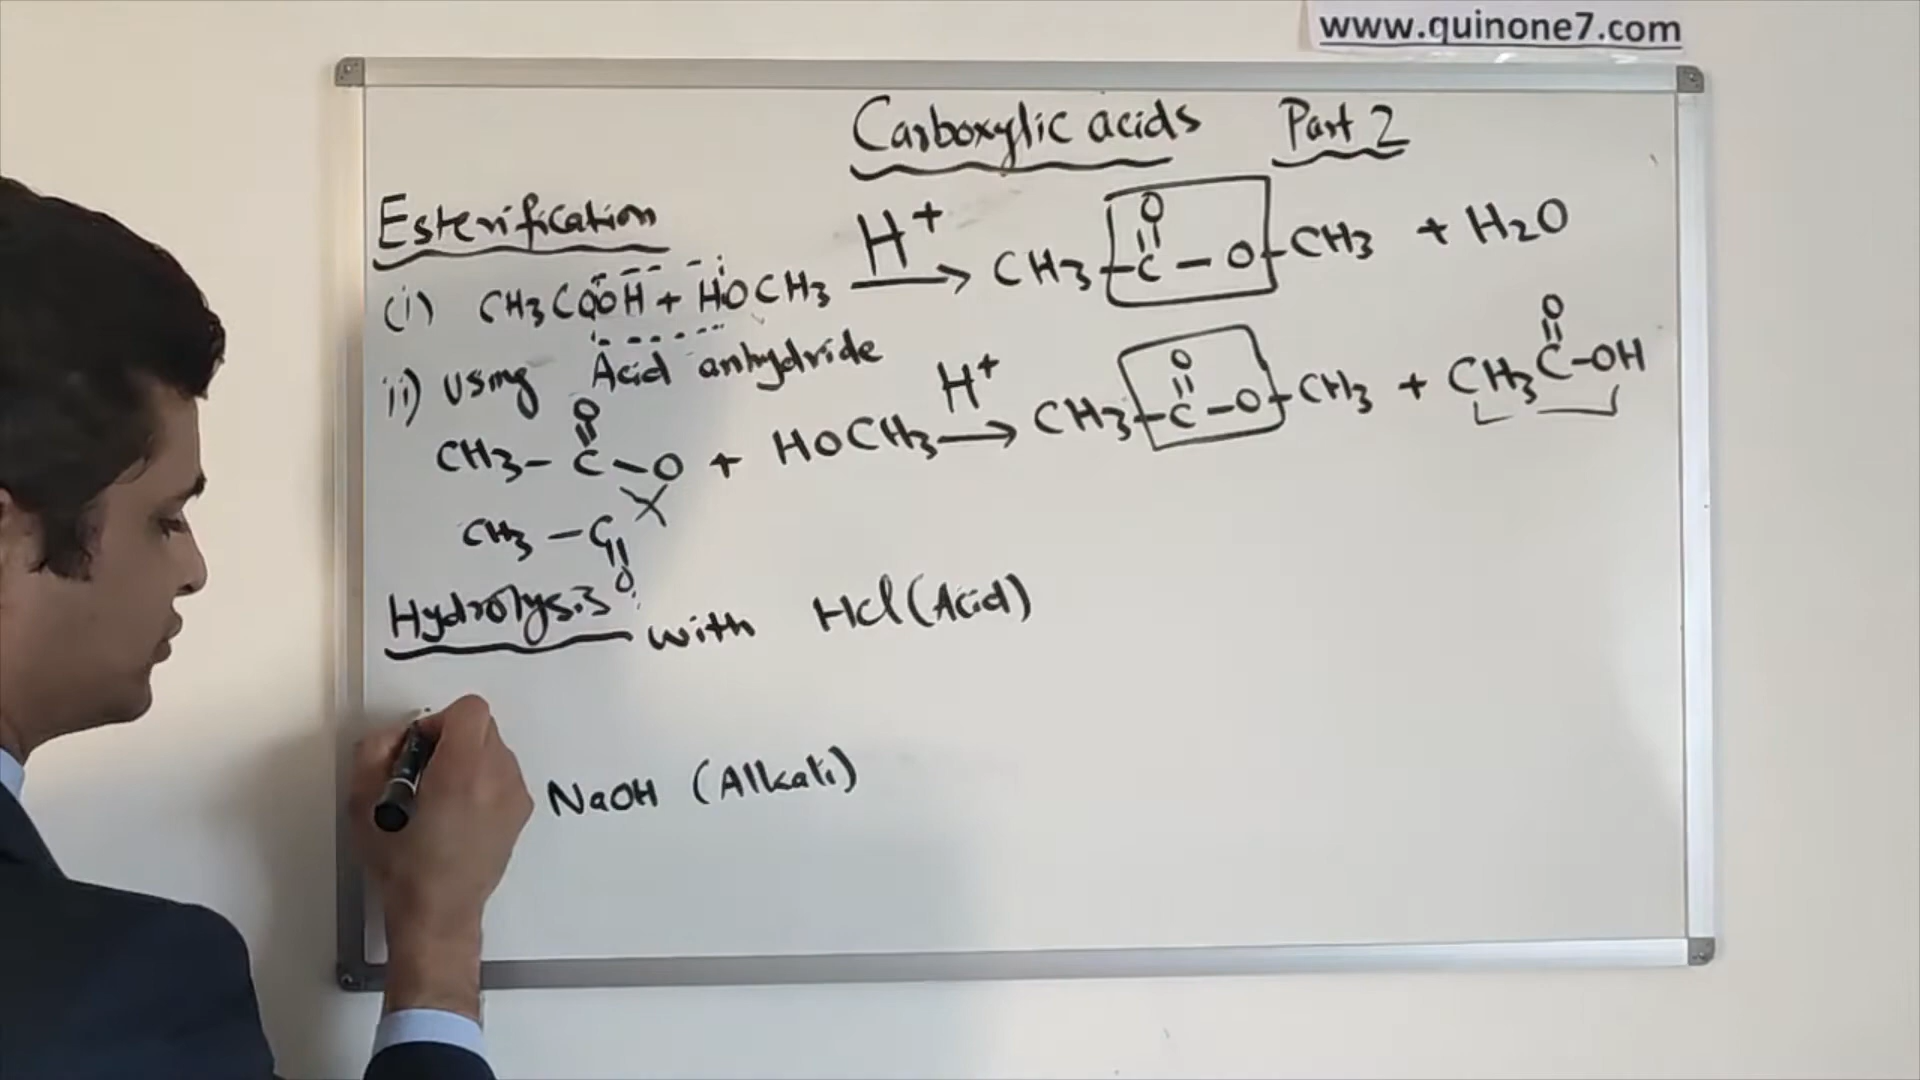 www.quinone7.com
Carboxylic acids Part 2
Esterification
(i) CH3COOH + HOCH3 H+ → CH3-C-O-CH3 + H2O
O
ii) Using Acid anhydride
CH3-C-O + HOCH3 H+ → CH3-C-O-CH3 + CH3C-OH
O O O
CH3-C
O
Hydrolysis: with HCl (Acid)
NaOH (Alkali)